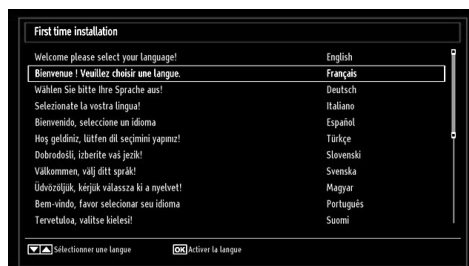 First time installation
Welcome please select your language! English
Bienvenue ! Veuillez choisir une langue. Français
Wählen Sie bitte Ihre Sprache aus! Deutsch
Selezionate la vostra lingua! Italiano
Bienvenido, seleccione un idioma Español
Hoş geldiniz, lütfen dil seçimini yapınız! Türkçe
Dobrodošli, izberite vaš jezik! Slovenski
Välkommen, välj ditt språk! Svenska
Üdvözöljük, kérjük válassza ki a nyelvet! Magyar
Bem-vindo, favor selecionar seu idioma Português
Tervetuloa, valitse kielesi! Suomi
Sélectionner une langue OK Activer la langue